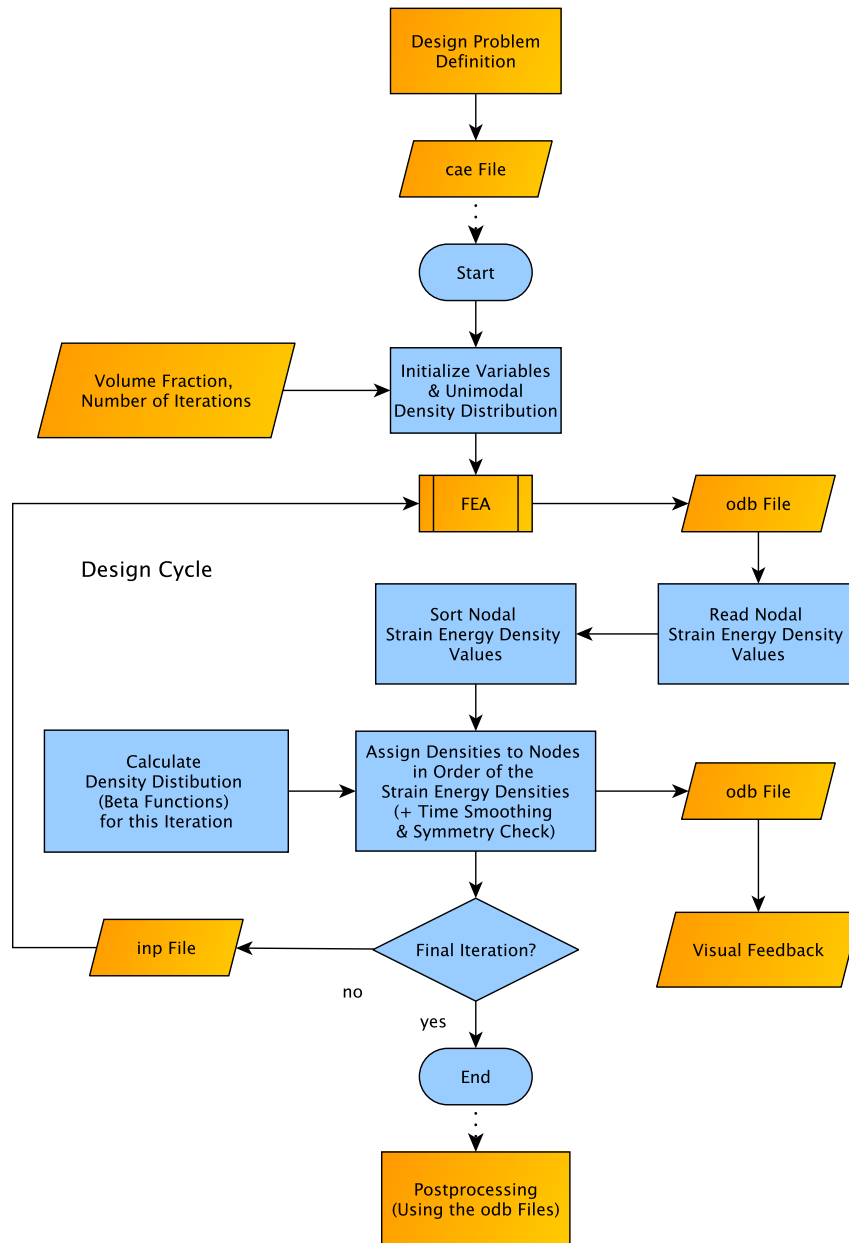 Design Problem
Definition
cae File
Start
Volume Fraction,
Number of Iterations
Initialize Variables
& Unimodal
Density Distribution
FEA
odb File
Design Cycle
Sort Nodal
Strain Energy Density
Values
Read Nodal
Strain Energy Density
Values
Calculate
Density Distibution
(Beta Functions)
for this Iteration
Assign Densities to Nodes
in Order of the
Strain Energy Densities
(+ Time Smoothing
& Symmetry Check)
odb File
inp File
Final Iteration?
Visual Feedback
no
yes
End
Postprocessing
(Using the odb Files)